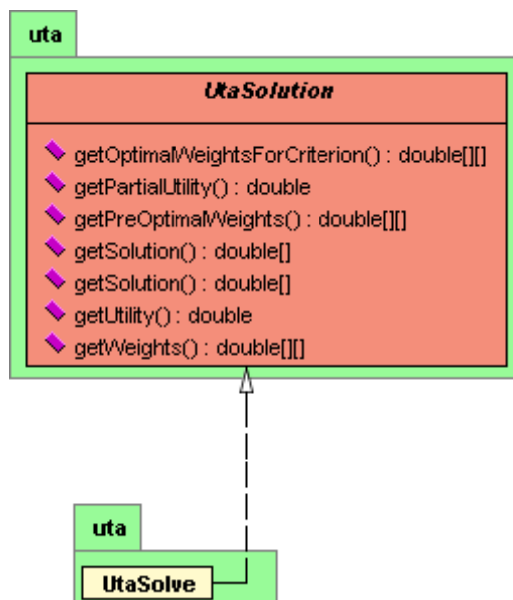 uta
UtaSolution
getOptimalWeightsForCriterion() : double[][]
getPartialUtility() : double
getPreOptimalWeights() : double[][]
getSolution() : double[]
getSolution() : double[]
getUtility() : double
getWeights() : double[][]
uta
UtaSolve